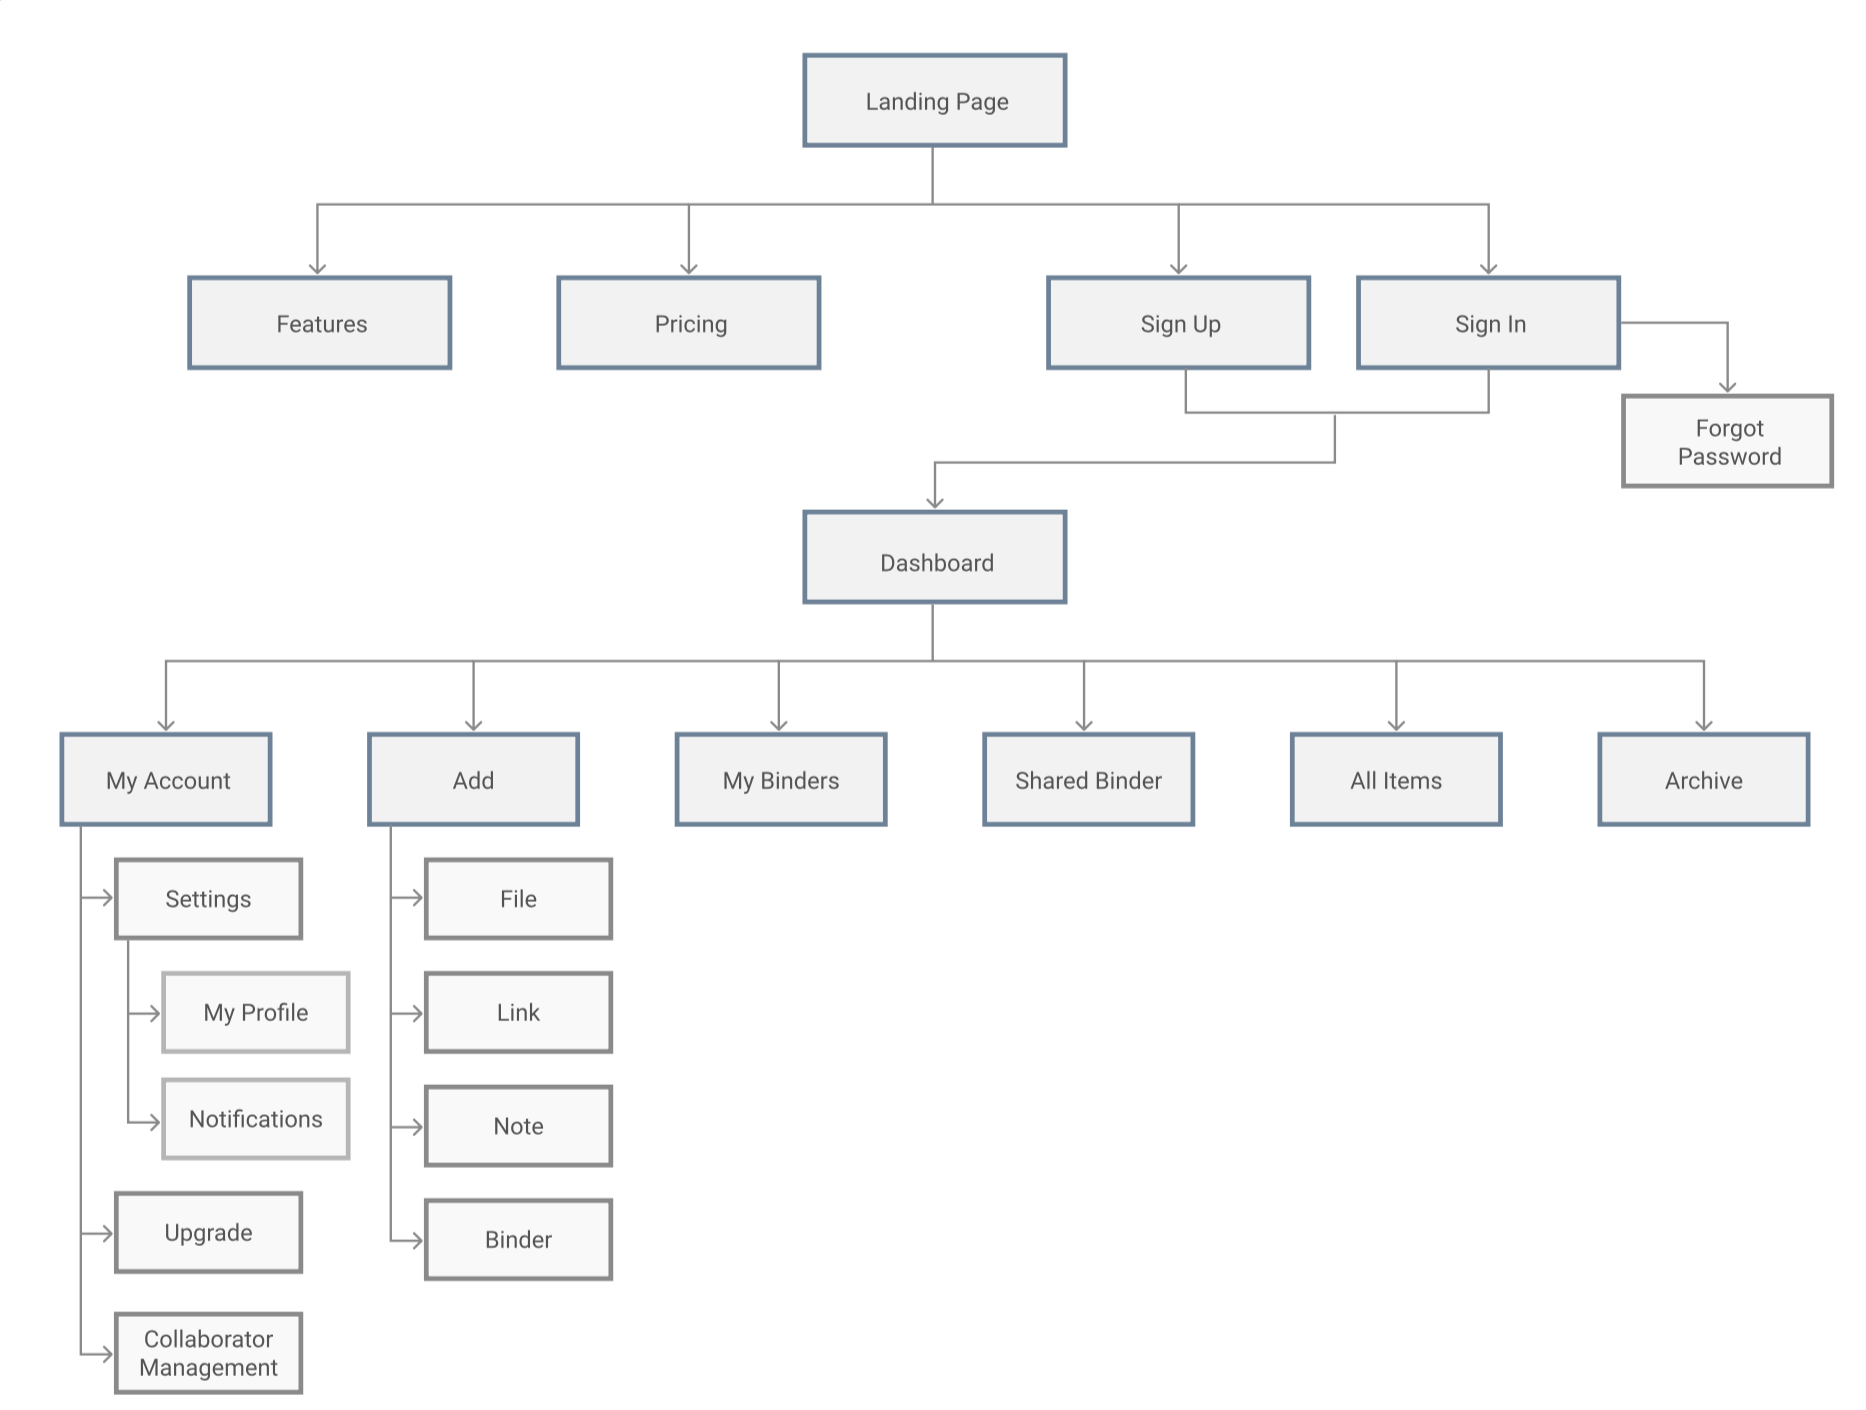 Landing Page
Features
Pricing
Sign Up
Sign In
Forgot
Password
Dashboard
My Account
Add
My Binders
Shared Binder
All Items
Archive
Settings
My Profile
Notifications
Upgrade
Collaborator
Management
File
Link
Note
Binder